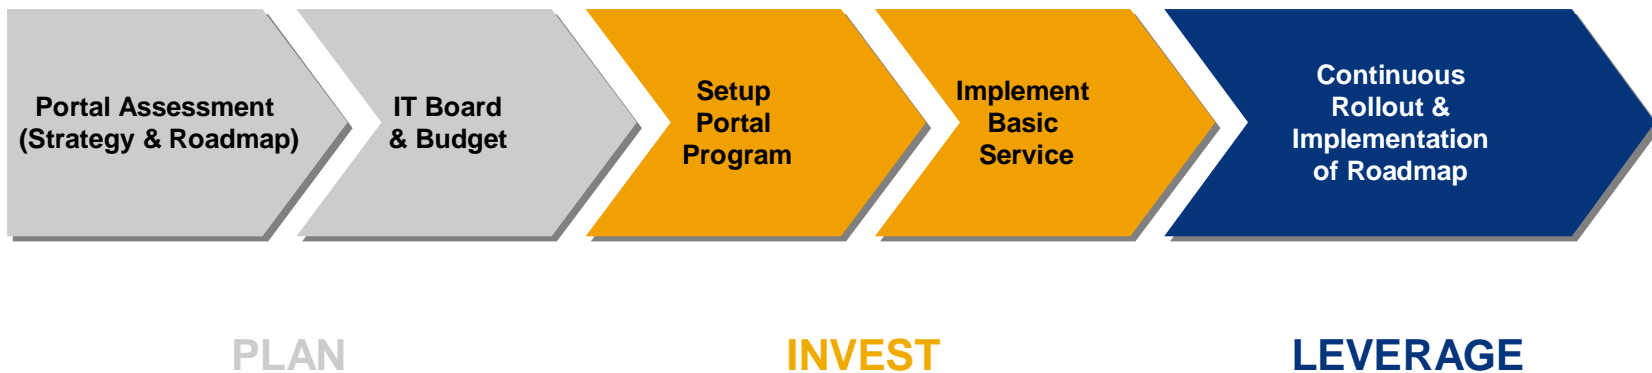 Portal Assessment
(Strategy & Roadmap)
IT Board
& Budget
Setup
Portal
Program
Implement
Basic
Service
Continuous
Rollout &
Implementation
of Roadmap
PLAN
INVEST
LEVERAGE